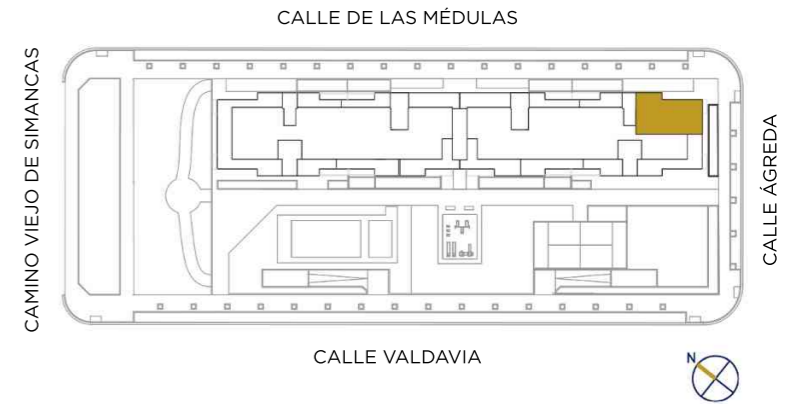 CALLE DE LAS MÉDULAS
CAMINO VIEJO DE SIMANCAS
CALLE ÁGREDA
CALLE VALDAVIA
N